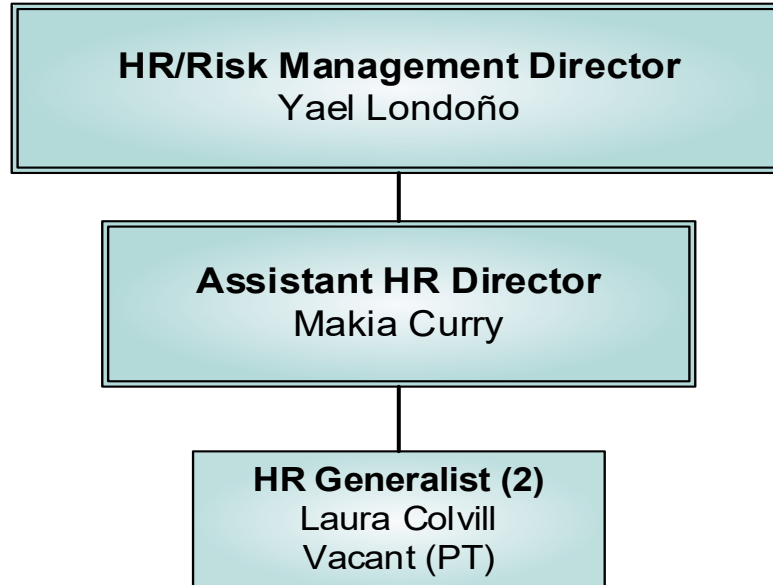 HR/Risk Management Director
Yael Londoño
Assistant HR Director
Makia Curry
HR Generalist (2)
Laura Colvill
Vacant (PT)